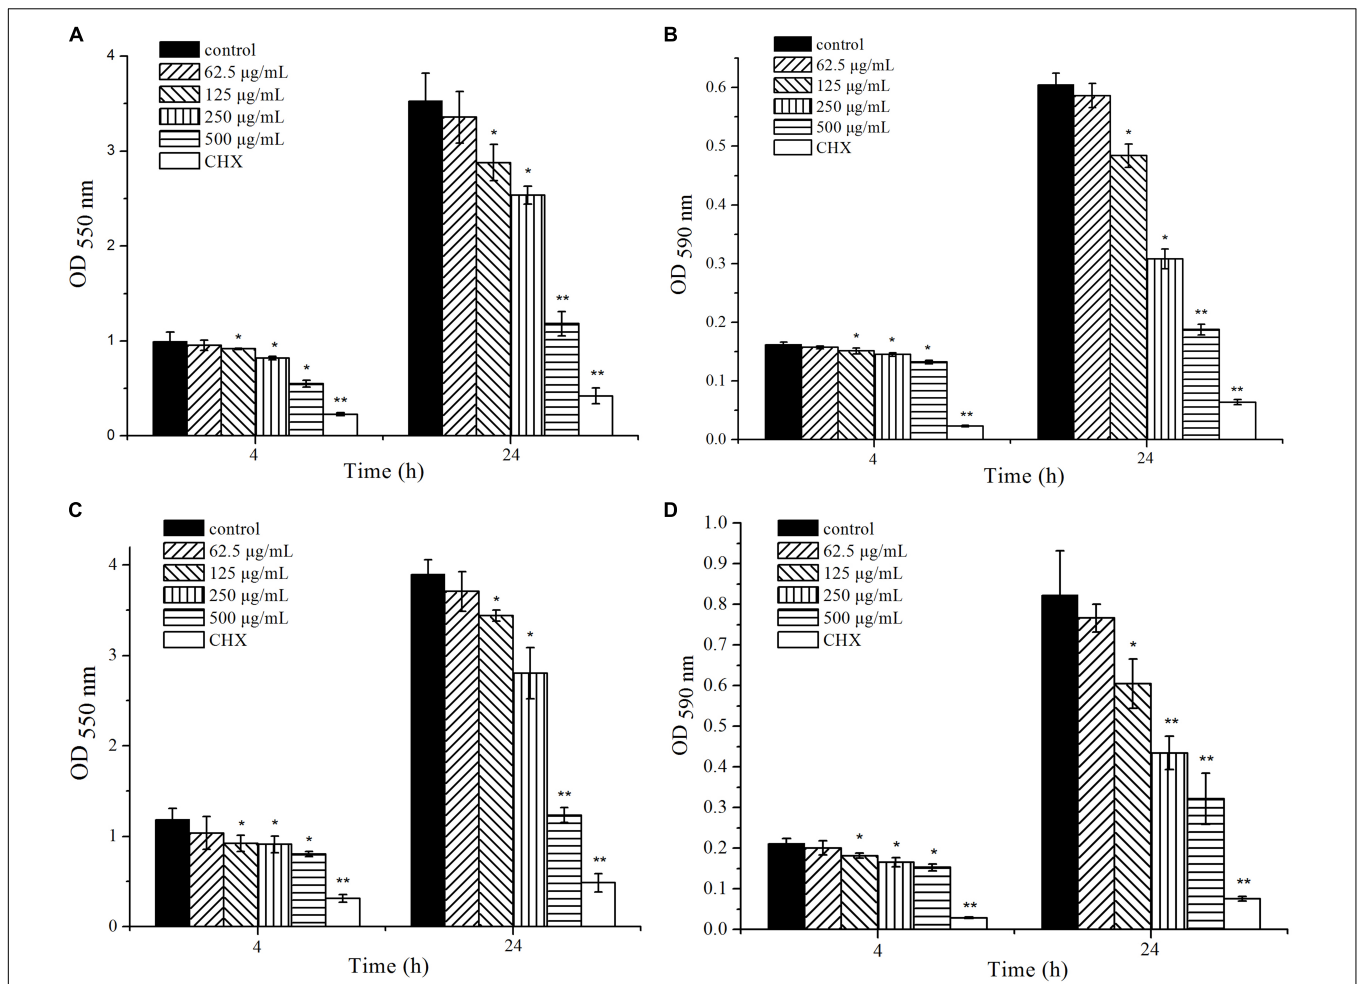 A
control
62.5 µg/mL
125 µg/mL
250 µg/mL
500 µg/mL
CHX
4
3
2
1
0
OD 550 nm
* * * **
* * ** **
4 24
Time (h)
B
control
62.5 µg/mL
125 µg/mL
250 µg/mL
500 µg/mL
CHX
0.6
0.5
0.4
0.3
0.2
0.1
0.0
OD 590 nm
* * * **
* * ** **
4 24
Time (h)
C
control
62.5 µg/mL
125 µg/mL
250 µg/mL
500 µg/mL
CHX
4
3
2
1
0
OD 550 nm
* * * **
* * ** **
4 24
Time (h)
D
control
62.5 µg/mL
125 µg/mL
250 µg/mL
500 µg/mL
CHX
1.0
0.9
0.8
0.7
0.6
0.5
0.4
0.3
0.2
0.1
0.0
OD 590 nm
* * * **
* ** ** **
4 24
Time (h)